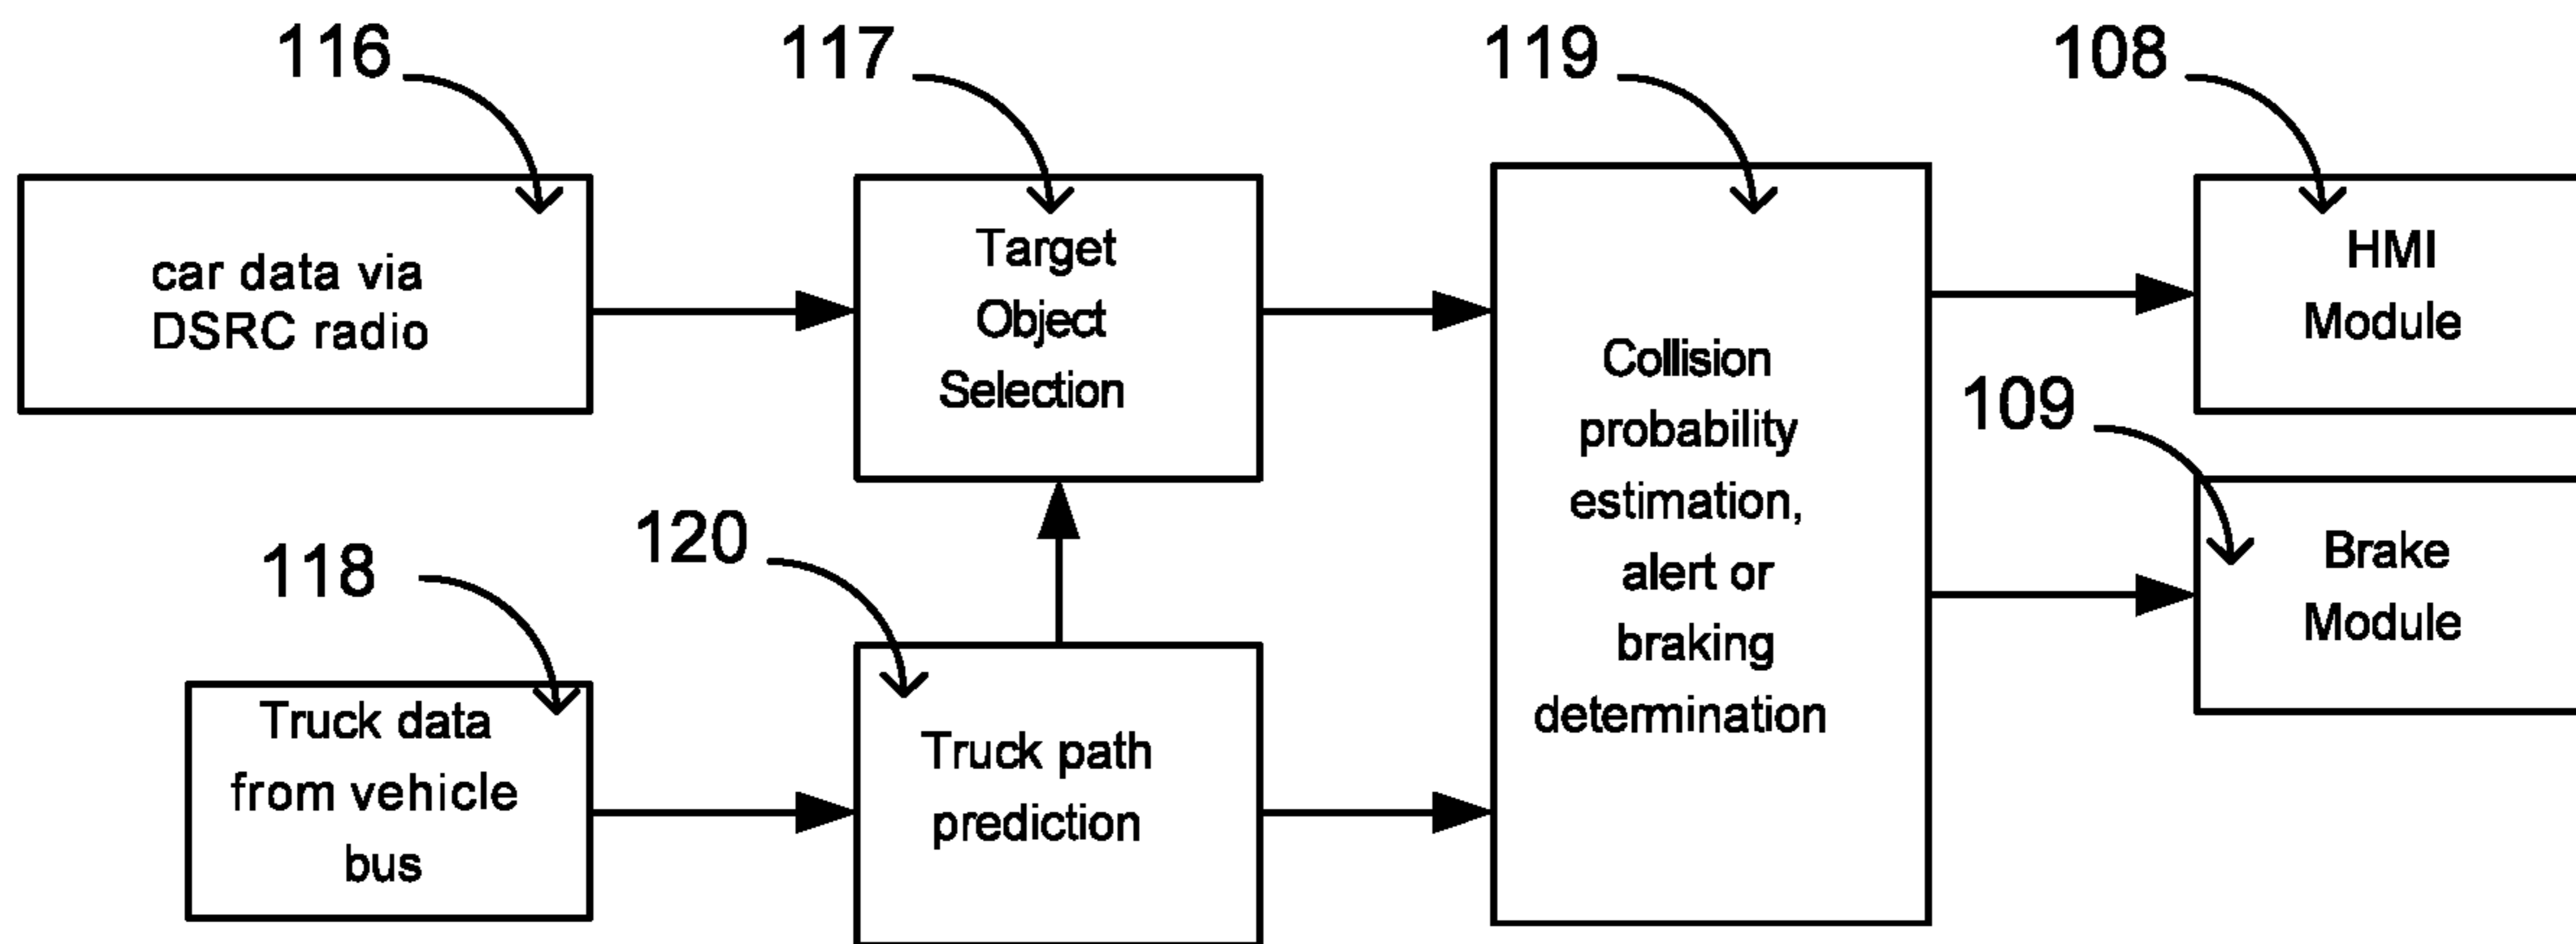 116
117
119
108
car data via
DSRC radio
Target
Object
Selection
Collision
probability
estimation,
alert or
braking
determination
HMI
Module
109
Brake
Module
118
120
Truck data
from vehicle
bus
Truck path
prediction